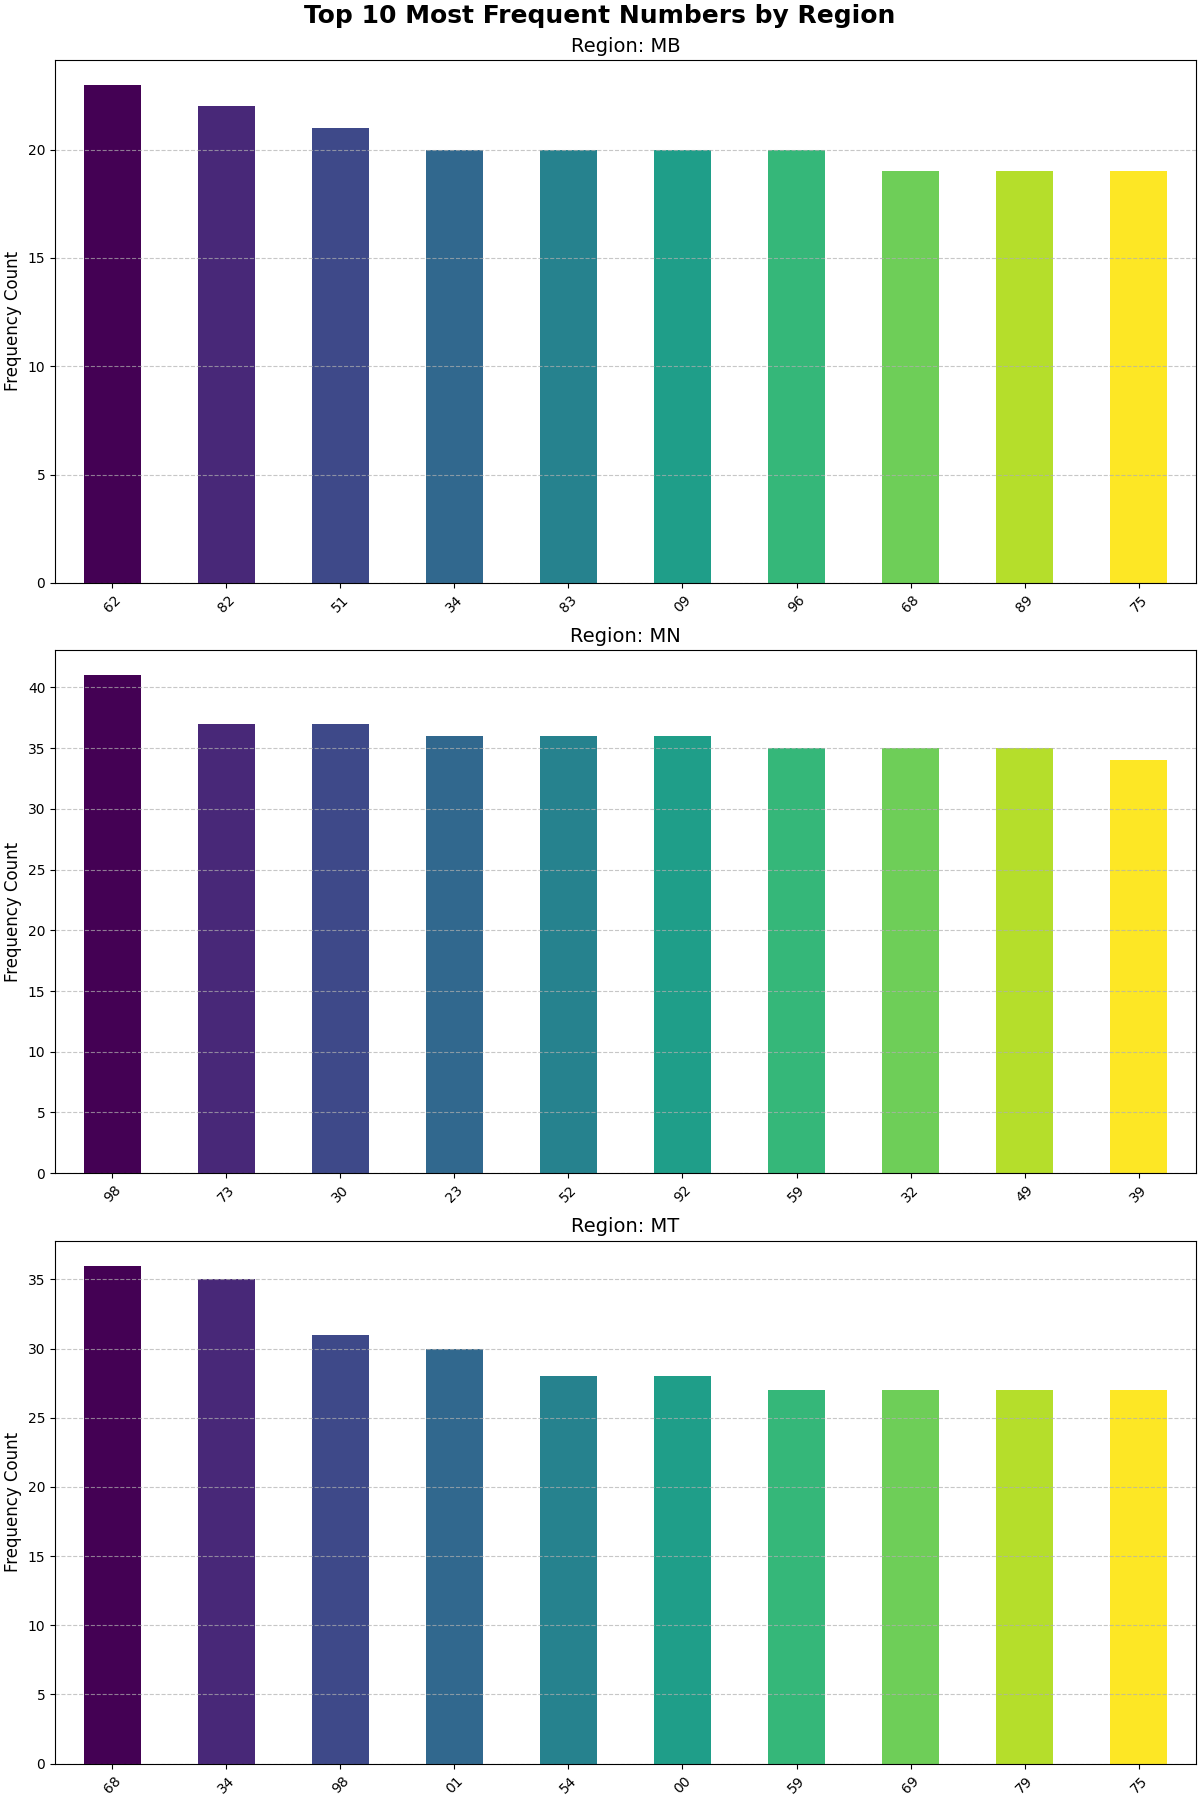 Top 10 Most Frequent Numbers by Region
Region: MB
Frequency Count
20
15
10
5
0
62 82 51 34 83 09 96 68 89 75
Region: MN
Frequency Count
40
35
30
25
20
15
10
5
0
98 73 30 23 52 92 59 32 49 39
Region: MT
Frequency Count
35
30
25
20
15
10
5
0
68 34 98 01 54 00 59 69 79 75